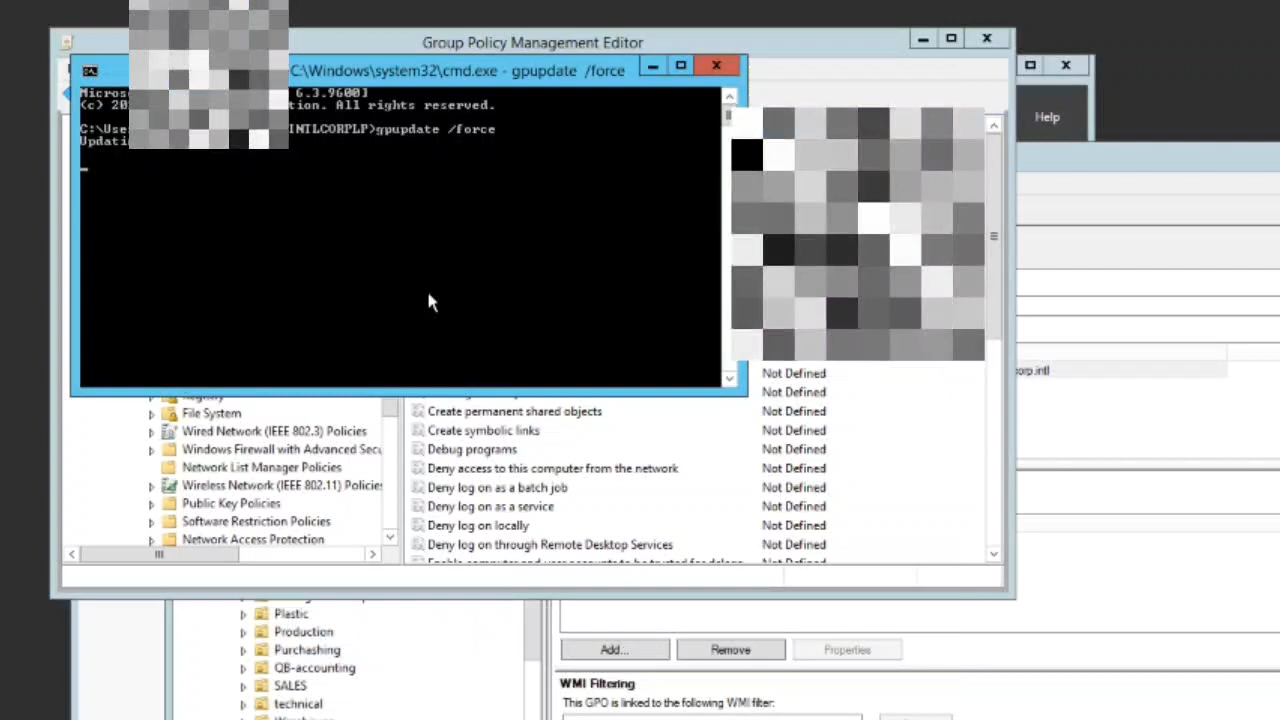 Group Policy Management Editor
C:\Windows\system32\cmd.exe - gpupdate /force
6.3.9600]
(c) tion. All rights reserved.
INTLCORPLP>gpupdate /force
Help
orp.intl
Not Defined
Not Defined
File System
Create permanent shared objects Not Defined
Wired Network (IEEE 802.3) Policies
Create symbolic links Not Defined
Windows Firewall with Advanced Secu
Debug programs Not Defined
Network List Manager Policies
Deny access to this computer from the network Not Defined
Wireless Network (IEEE 802.11) Policies
Deny log on as a batch job Not Defined
Public Key Policies
Deny log on as a service Not Defined
Software Restriction Policies
Deny log on locally Not Defined
Network Access Protection
Deny log on through Remote Desktop Services Not Defined
Plastic
Production
Purchashing
QB-accounting
SALES
technical
Add... Remove Properties
WMI Filtering
This GPO is linked to the following WMI filter: